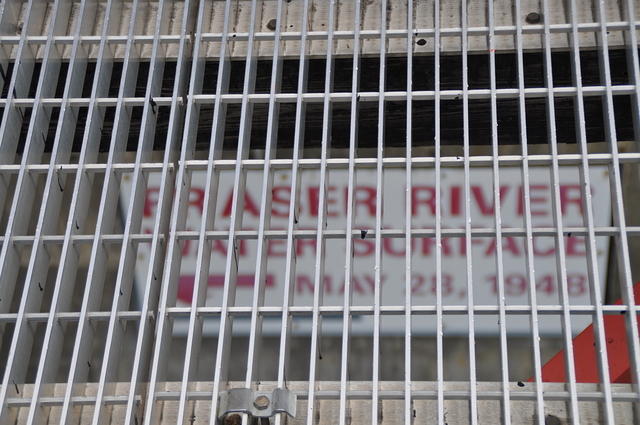 FRASER RIVER
WATER SURFACE
MAY 28, 1948